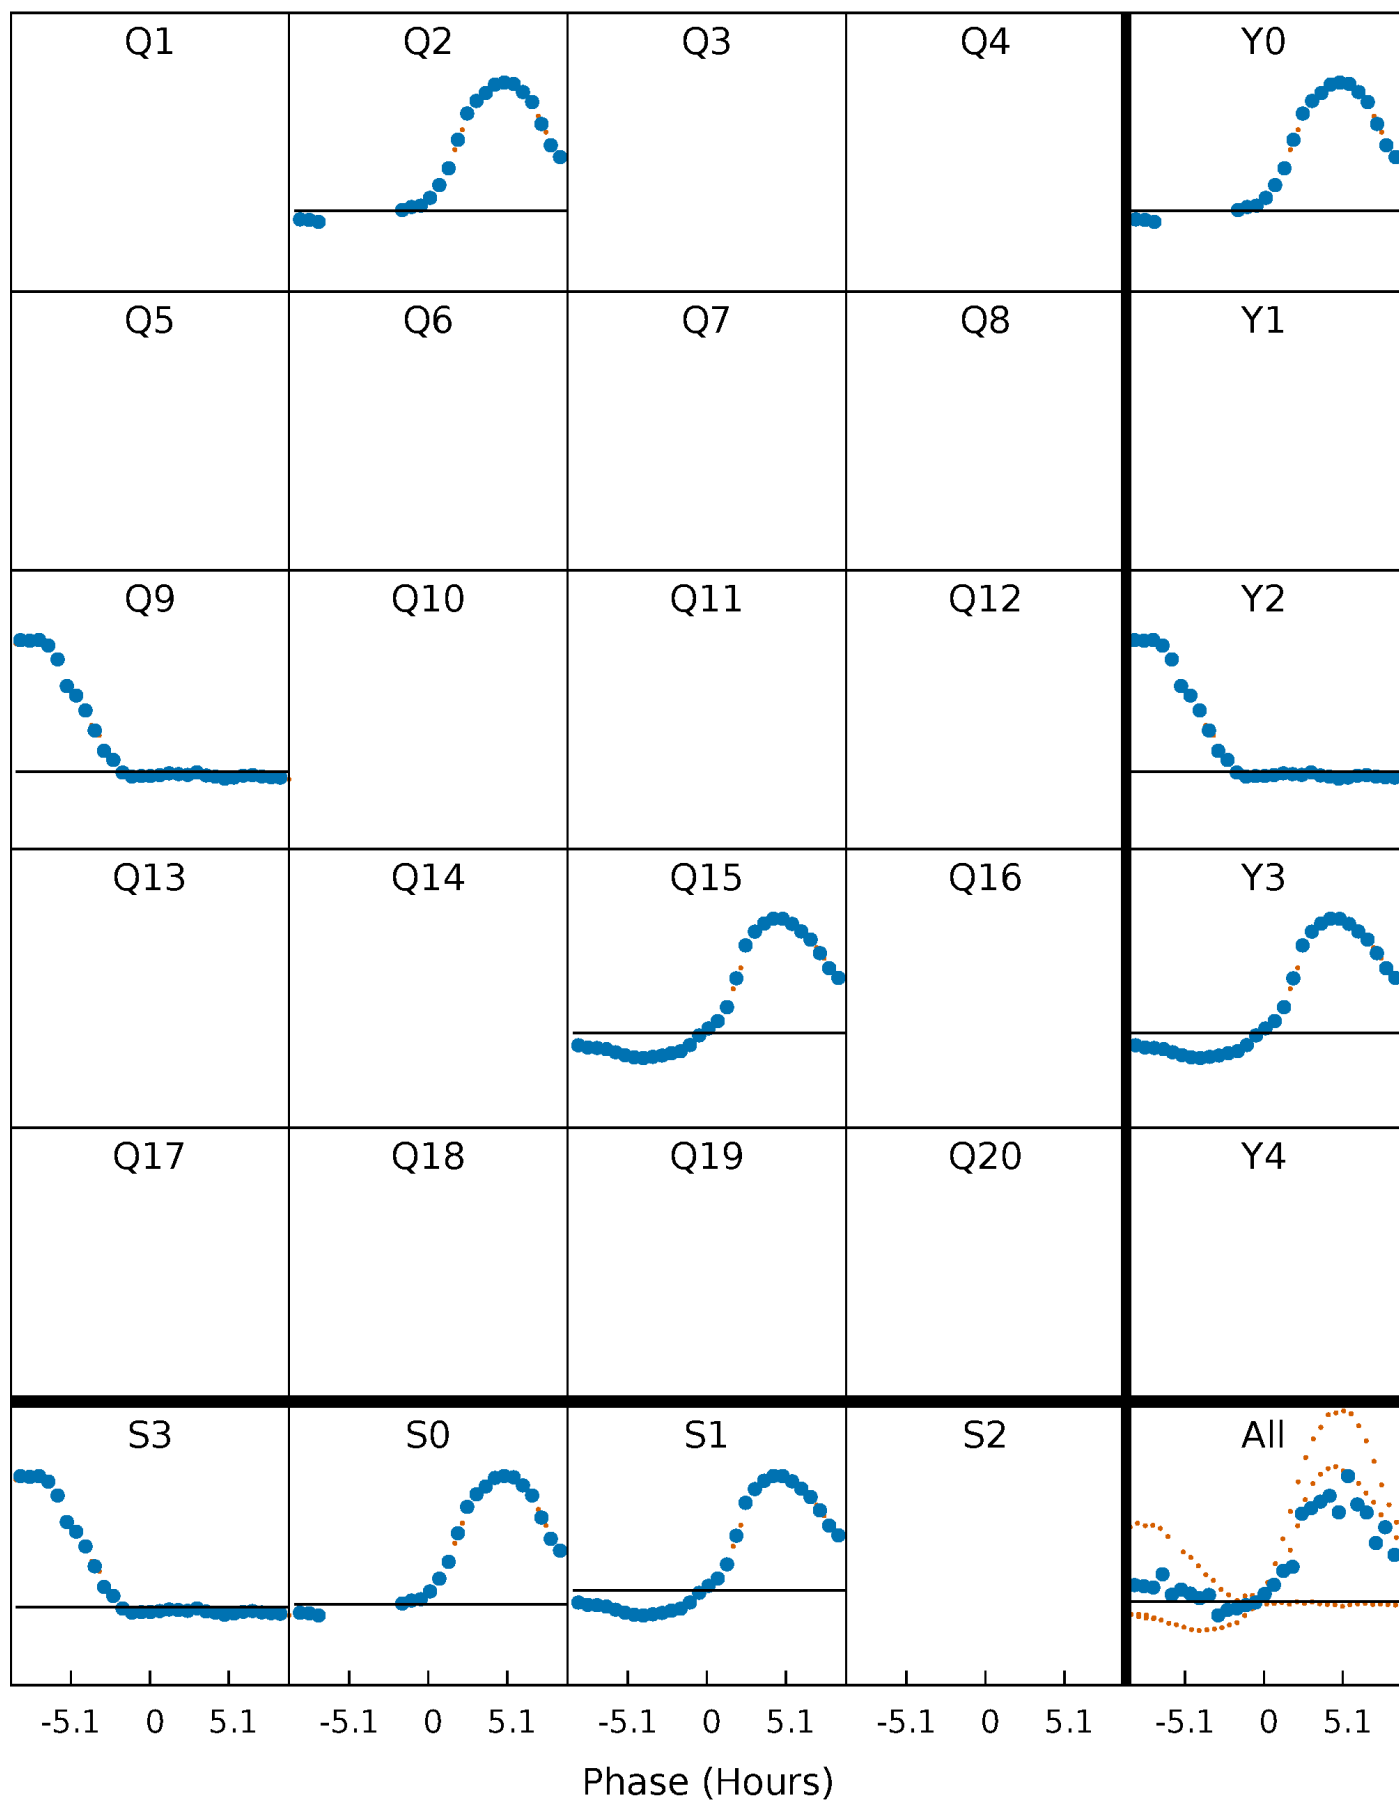 Q1 Q2 Q3 Q4 Y0
Q5 Q6 Q7 Q8 Y1
Q9 Q10 Q11 Q12 Y2
Q13 Q14 Q15 Q16 Y3
Q17 Q18 Q19 Q20 Y4
S3 S0 S1 S2 All
-5.1 0 5.1 -5.1 0 5.1 -5.1 0 5.1 -5.1 0 5.1 -5.1 0 5.1
Phase (Hours)